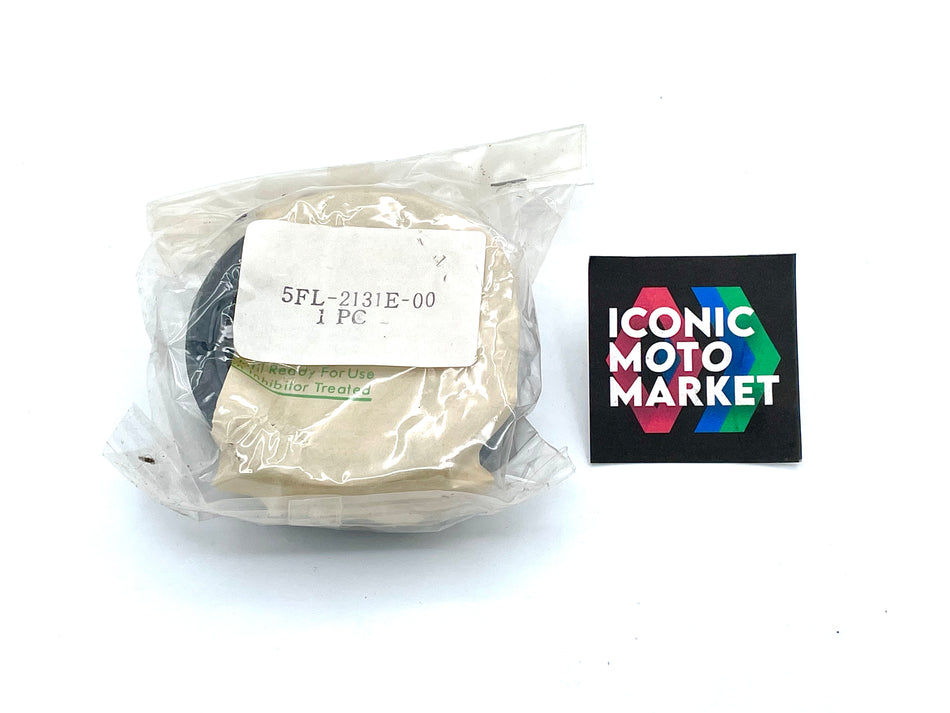 5FL-2131E-00
1 PC
Ready For Use
Inhibitor Treated
ICONIC
MOTO
MARKET